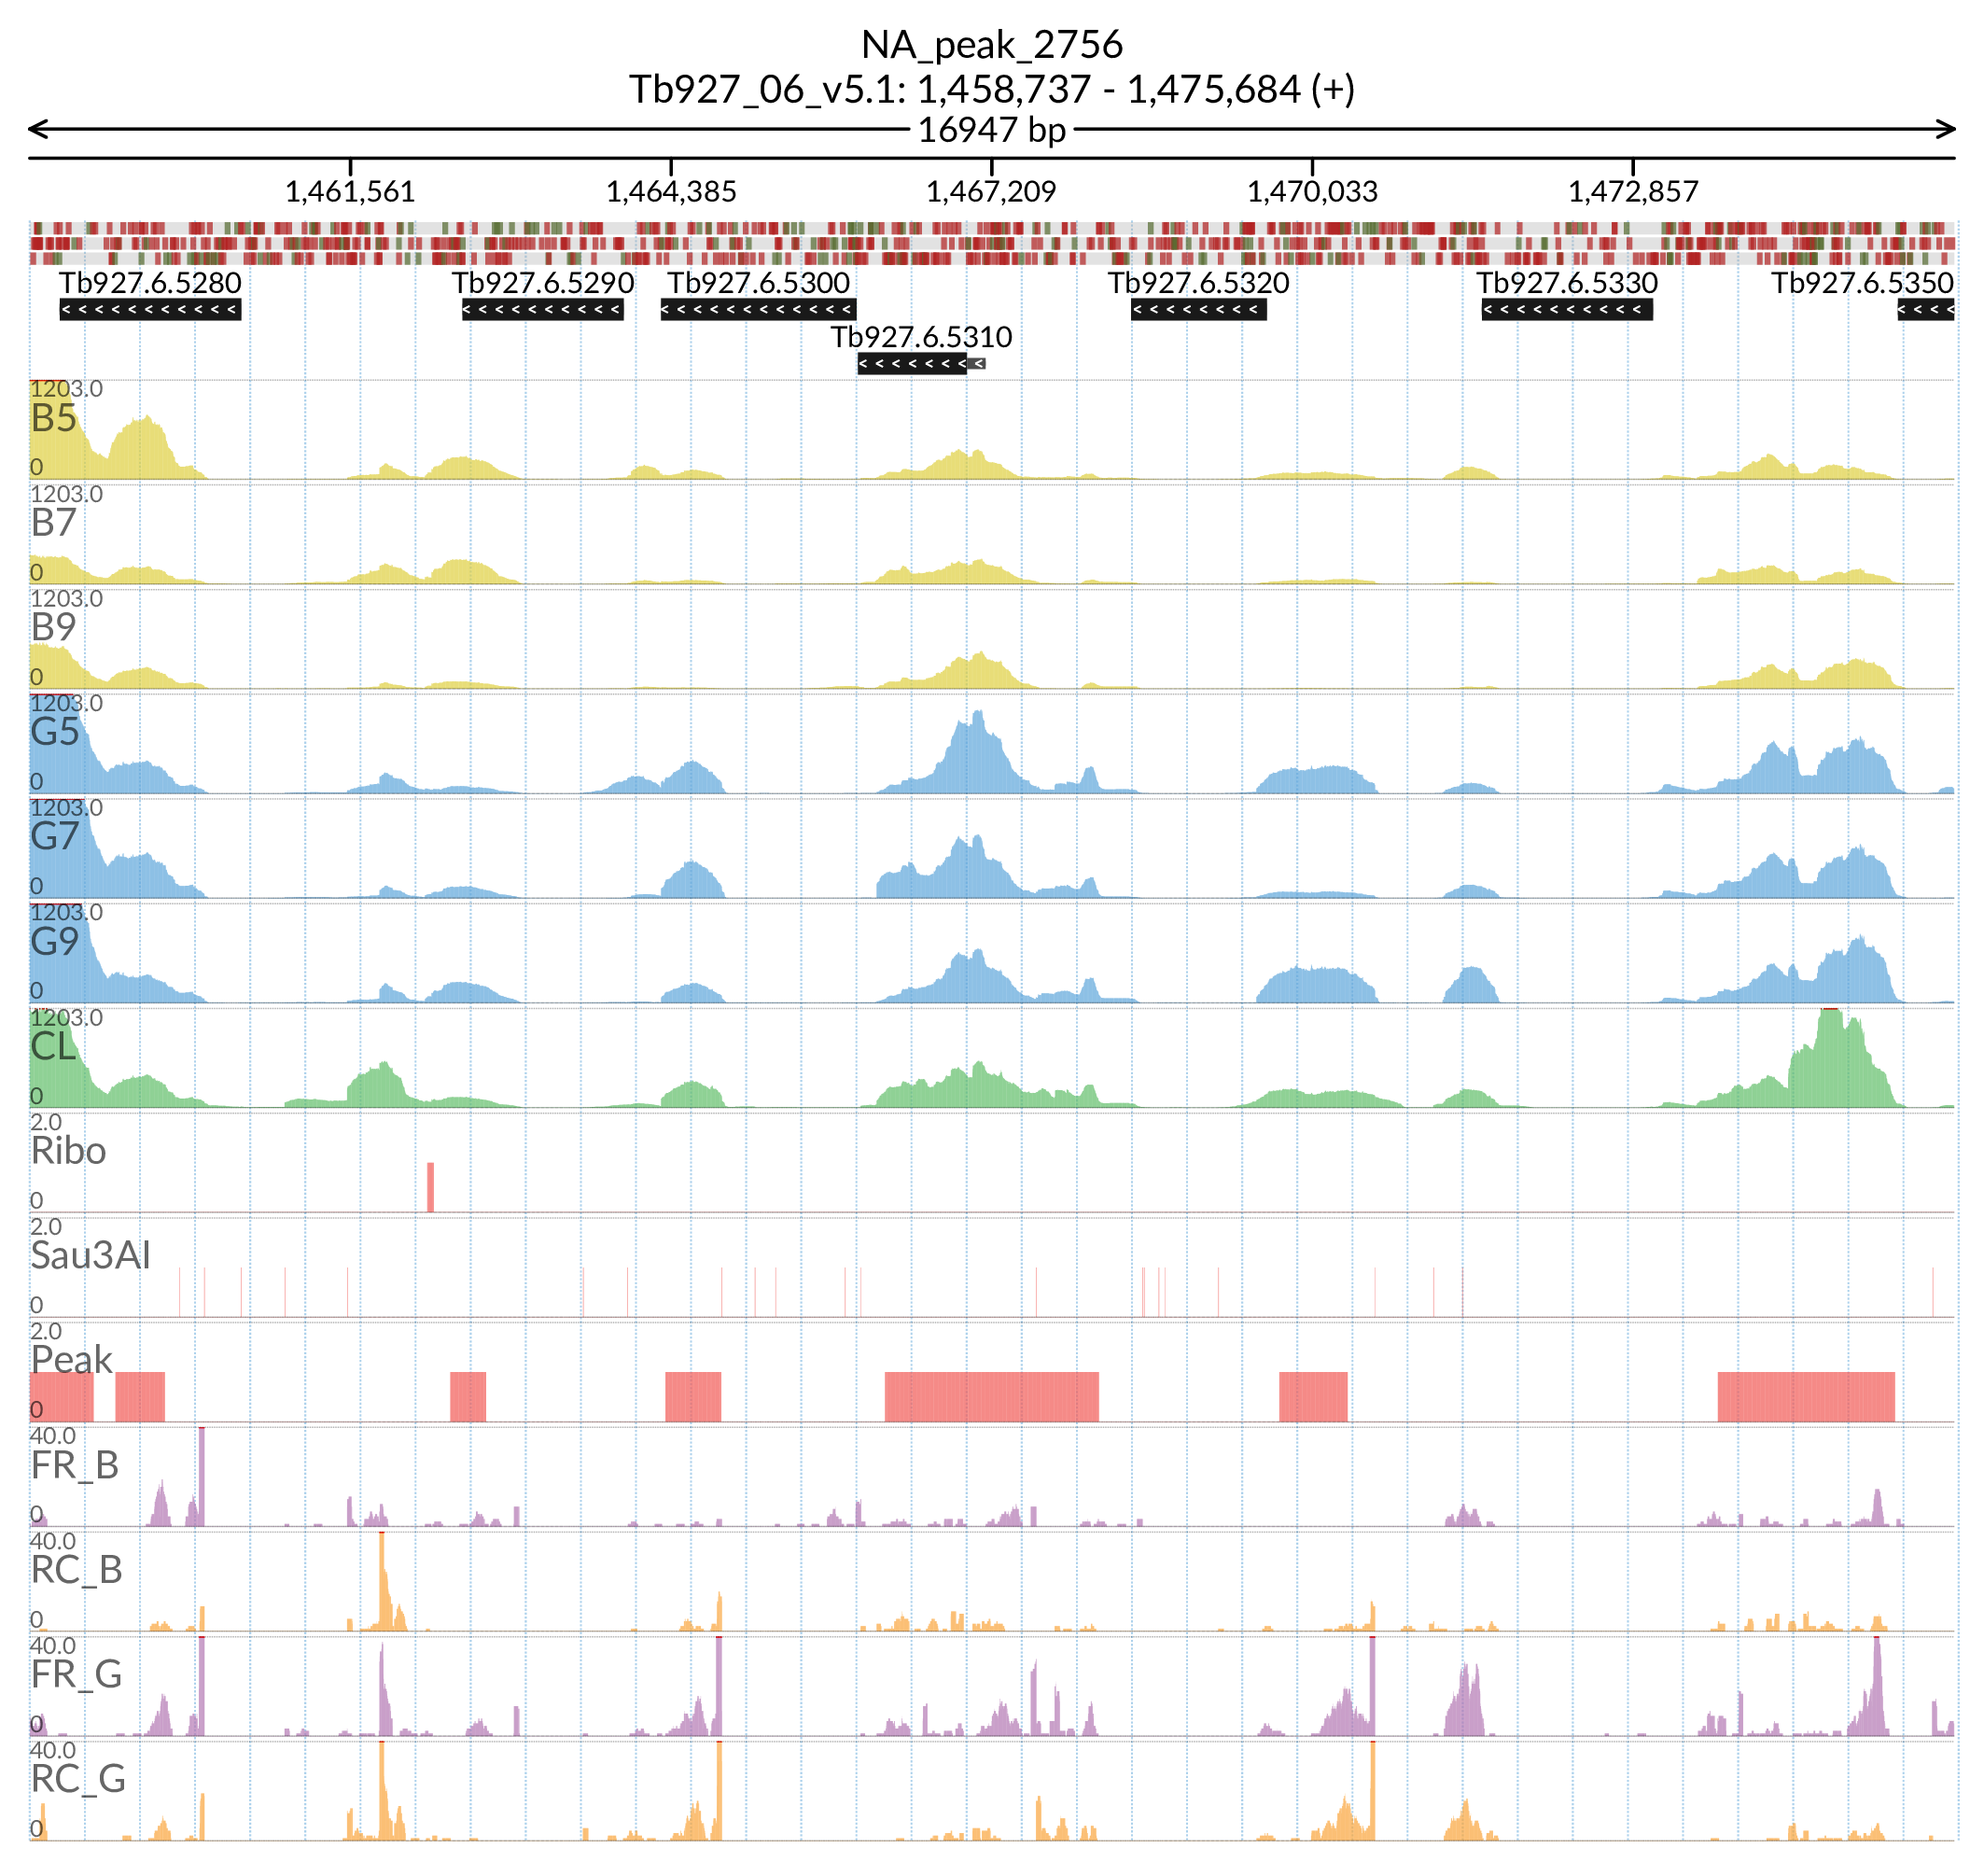 NA_peak_2756
Tb927_06_v5.1: 1,458,737 - 1,475,684 (+)
16947 bp
1,461,561 1,464,385 1,467,209 1,470,033 1,472,857
Tb927.6.5280 Tb927.6.5290 Tb927.6.5300 Tb927.6.5320 Tb927.6.5330 Tb927.6.5350
Tb927.6.5310
1203.0
B5
0
1203.0
B7
0
1203.0
B9
0
1203.0
G5
0
1203.0
G7
0
1203.0
G9
0
1203.0
CL
0
2.0
Ribo
0
2.0
Sau3AI
0
2.0
Peak
0
40.0
FR_B
0
40.0
RC_B
0
40.0
FR_G
0
40.0
RC_G
0